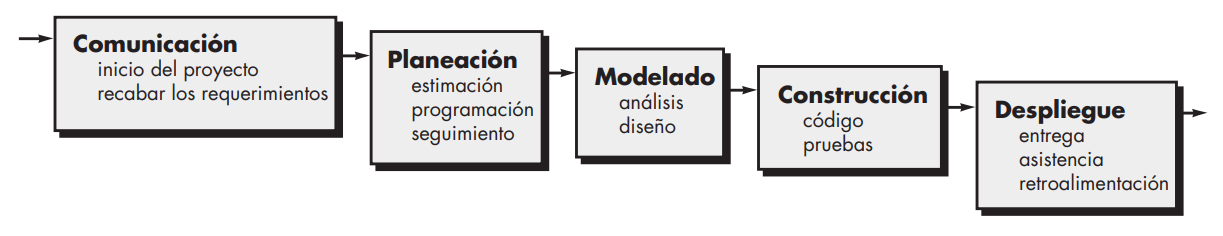 Comunicación
inicio del proyecto
recabar los requerimientos
Planeación
estimación
programación
seguimiento
Modelado
análisis
diseño
Construcción
código
pruebas
Despliegue
entrega
asistencia
retroalimentación